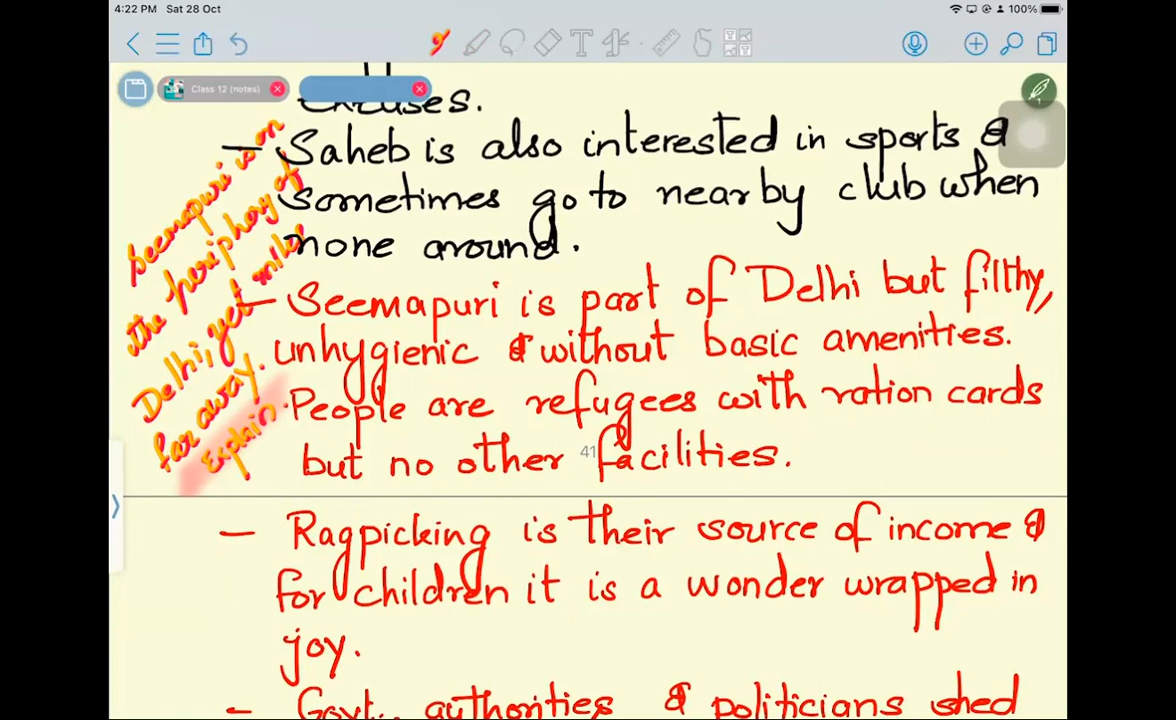 4:22 PM Sat 28 Oct
100%
Class 12 (notes)
excuses.
- Saheb is also interested in sports &
sometimes go to nearby club when
none around.
Seemapuri is on
the periphery of
Delhi, yet miles
far away.
Explain.
- Seemapuri is part of Delhi but filthy,
unhygienic & without basic amenities.
People are refugees with ration cards
but no other facilities.
41
- Ragpicking is their source of income &
for children it is a wonder wrapped in
joy.
- Govt. authorities & politicians shed